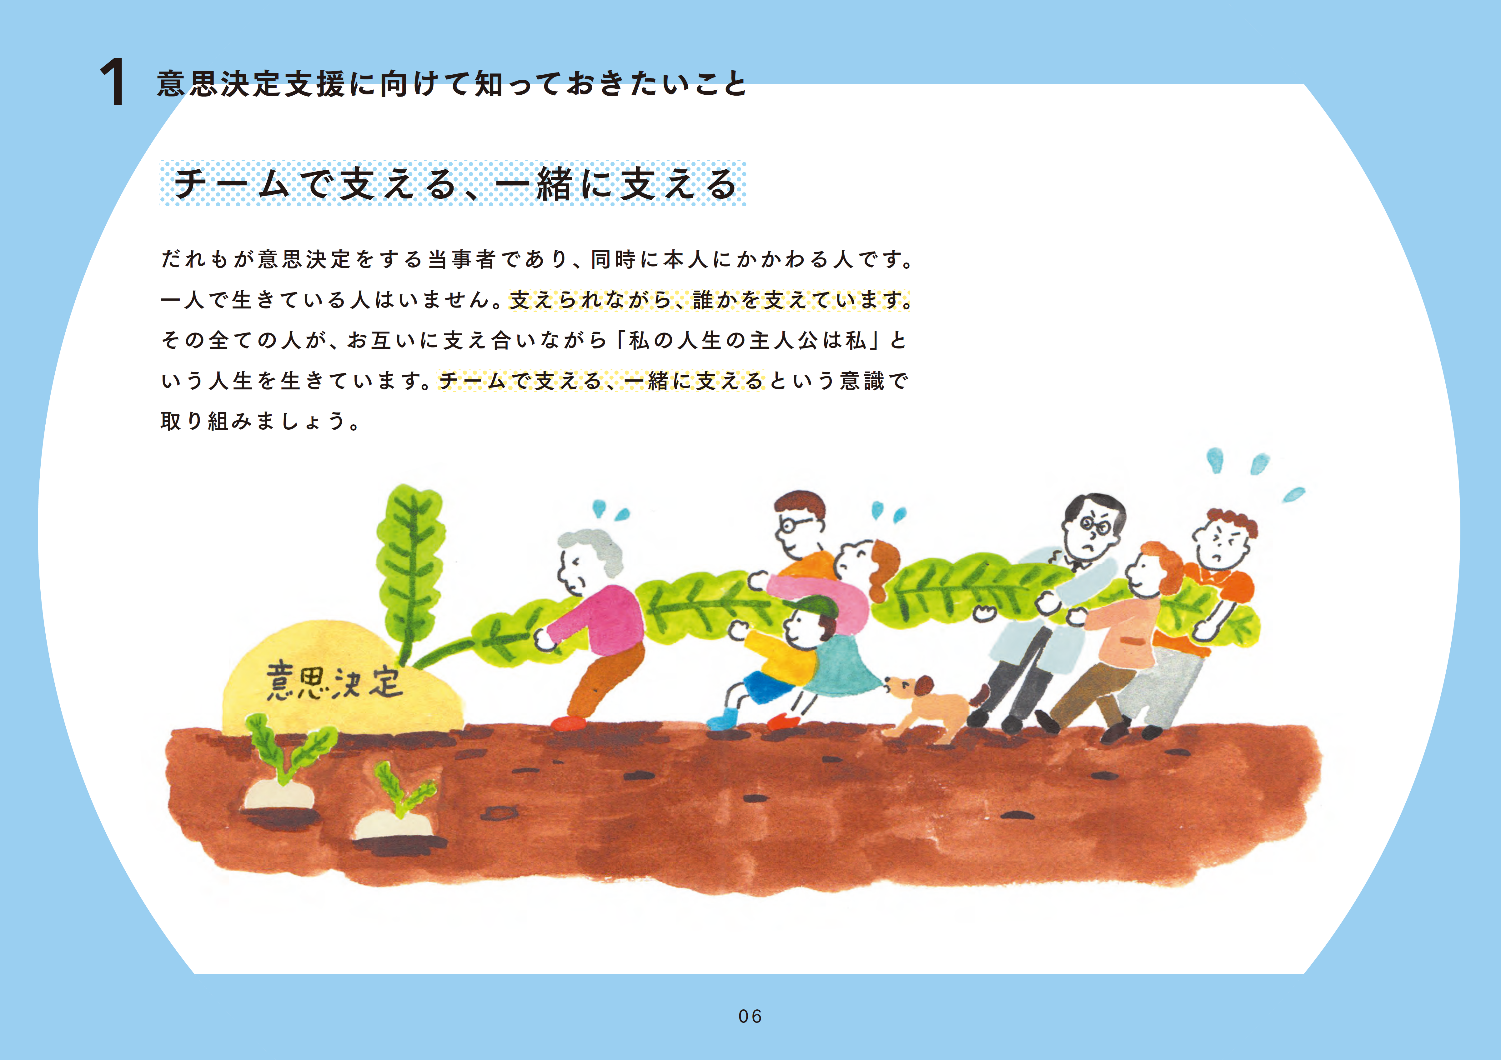 1 意思決定支援に向けて知っておきたいこと
チームで支える、一緒に支える
だれもが意思決定をする当事者であり、同時に本人にかかわる人です。
一人で生きている人はいません。支えられながら、誰かを支えています。
その全ての人が、お互いに支え合いながら「私の人生の主人公は私」と
いう人生を生きています。チームで支える、一緒に支えるという意識で
取り組みましょう。
意思決定
06